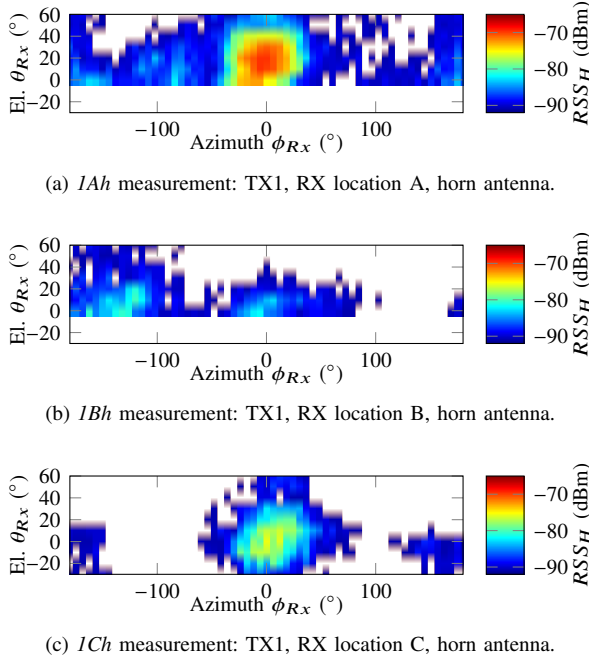 60
40
20
0
−20
El. θRx (°)
−100 0 100
Azimuth ϕRx (°)
−70
−80
−90
RSSH (dBm)
(a) 1Ah measurement: TX1, RX location A, horn antenna.
60
40
20
0
−20
El. θRx (°)
−100 0 100
Azimuth ϕRx (°)
−70
−80
−90
RSSH (dBm)
(b) 1Bh measurement: TX1, RX location B, horn antenna.
60
40
20
0
−20
El. θRx (°)
−100 0 100
Azimuth ϕRx (°)
−70
−80
−90
RSSH (dBm)
(c) 1Ch measurement: TX1, RX location C, horn antenna.